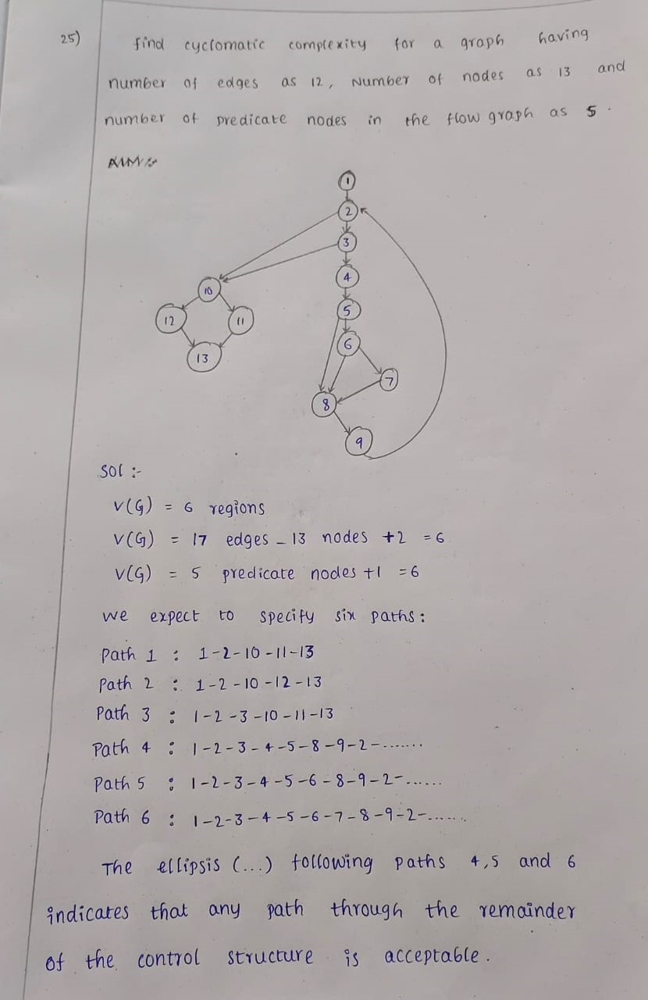 25)
find cyclomatic complexity for a graph having
number of edges as 12, Number of nodes as 13 and
number of predicate nodes in the flow graph as 5.
1
2
3
4
5
6
7
8
9
10
12
11
13
Sol :-
V(G) = 6 regions
V(G) = 17 edges - 13 nodes +2 = 6
V(G) = 5 predicate nodes +1 = 6
We expect to specify six paths:
Path 1 : 1-2-10-11-13
Path 2 : 1-2-10-12-13
Path 3 : 1-2-3-10-11-13
Path 4 : 1-2-3-4-5-8-9-2-.......
Path 5 : 1-2-3-4-5-6-8-9-2-......
Path 6 : 1-2-3-4-5-6-7-8-9-2-......
The ellipsis (...) following paths 4,5 and 6
indicates that any path through the remainder
of the control structure is acceptable.